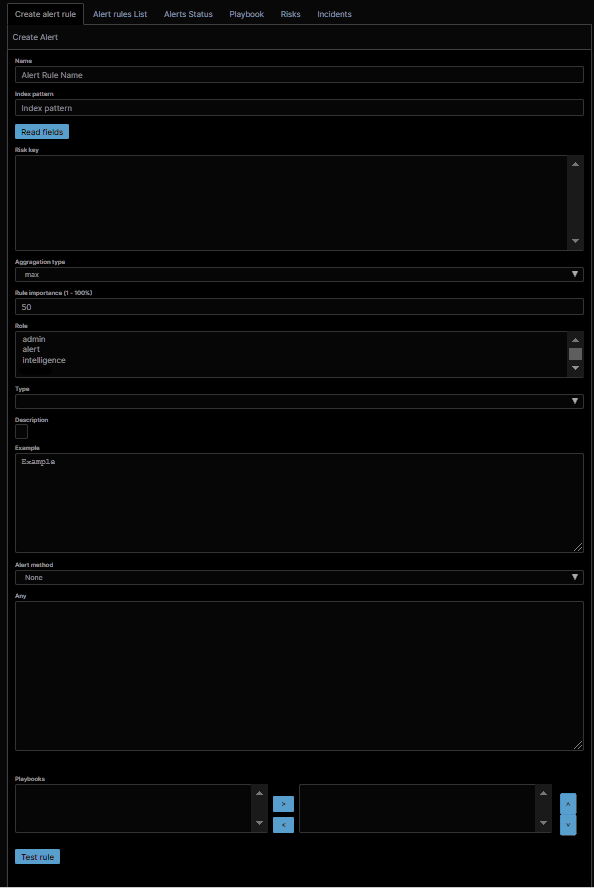 Create alert rule Alert rules List Alerts Status Playbook Risks Incidents
Create Alert
Name
Alert Rule Name
Index pattern
Index pattern
Read fields
Risk key
Aggragation type
max
Rule importance (1 - 100%)
50
Role
admin
alert
intelligence
Type
Description
Example
Example
Alert method
None
Any
Playbooks
>
<
^
v
Test rule